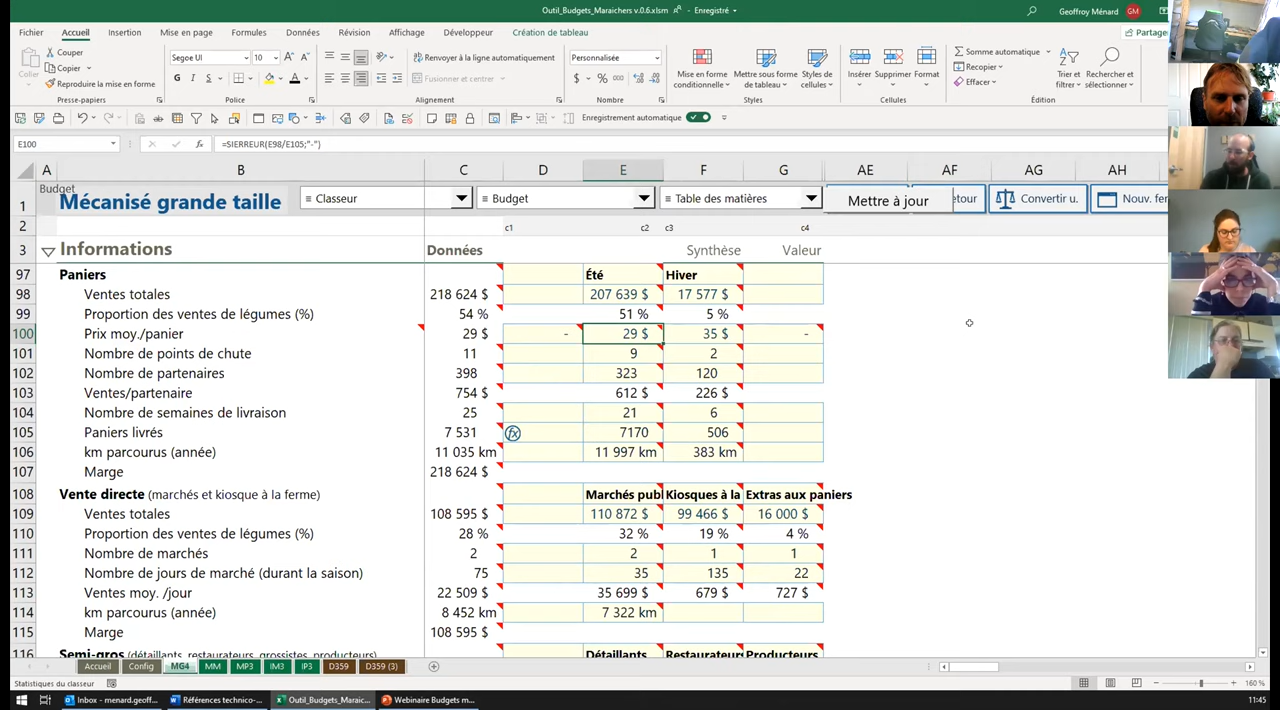 Outil_Budgets_Maraichers v.0.6.xlsm
Enregistré
Geoffroy Ménard GM
Fichier Accueil Insertion Mise en page Formules Données Révision Affichage Développeur Création de tableau Partage
Coller
Couper
Copier
Reproduire la mise en forme
Presse-papiers
Segoe UI 10
G I S
Police
Renvoyer à la ligne automatiquement
Fusionner et centrer
Alignement
Personnalisée
$ % 000
Nombre
Mise en forme conditionnelle
Mettre sous forme de tableau
Styles de cellules
Styles
Insérer Supprimer Format
Cellules
Somme automatique
Recopier
Effacer
Trier et filtrer
Rechercher et sélectionner
Édition
Enregistrement automatique
E100 fx =SIERREUR(E98/E105;"-")
A B C D E F G AE AF AG AH
Budget
1 Mécanisé grande taille ≡ Classeur ≡ Budget ≡ Table des matières Mettre à jour etour Convertir u. Nouv. fer
2 c1 c2 c3 c4
3 Informations Données Synthèse Valeur
97 Paniers Été Hiver
98 Ventes totales 218 624 $ 207 639 $ 17 577 $
99 Proportion des ventes de légumes (%) 54 % 51 % 5 %
100 Prix moy./panier 29 $ - 29 $ 35 $ -
101 Nombre de points de chute 11 9 2
102 Nombre de partenaires 398 323 120
103 Ventes/partenaire 754 $ 612 $ 226 $
104 Nombre de semaines de livraison 25 21 6
105 Paniers livrés 7 531 fx 7170 506
106 km parcourus (année) 11 035 km 11 997 km 383 km
107 Marge 218 624 $
108 Vente directe (marchés et kiosque à la ferme) Marchés publ Kiosques à la Extras aux paniers
109 Ventes totales 108 595 $ 110 872 $ 99 466 $ 16 000 $
110 Proportion des ventes de légumes (%) 28 % 32 % 19 % 4 %
111 Nombre de marchés 2 2 1 1
112 Nombre de jours de marché (durant la saison) 75 35 135 22
113 Ventes moy. /jour 22 509 $ 35 699 $ 679 $ 727 $
114 km parcourus (année) 8 452 km 7 322 km
115 Marge 108 595 $
116 Semi-gros (détaillants, restaurateurs, grossistes, producteurs) Détaillants Restaurateurs Producteurs
Accueil Config MG4 MM MP3 IM3 IP3 D359 D359 (3)
Statistiques du classeur
160 %
Inbox - menard.geoff... Références technico-... Outil_Budgets_Maraic... Webinaire Budgets m...
11:45